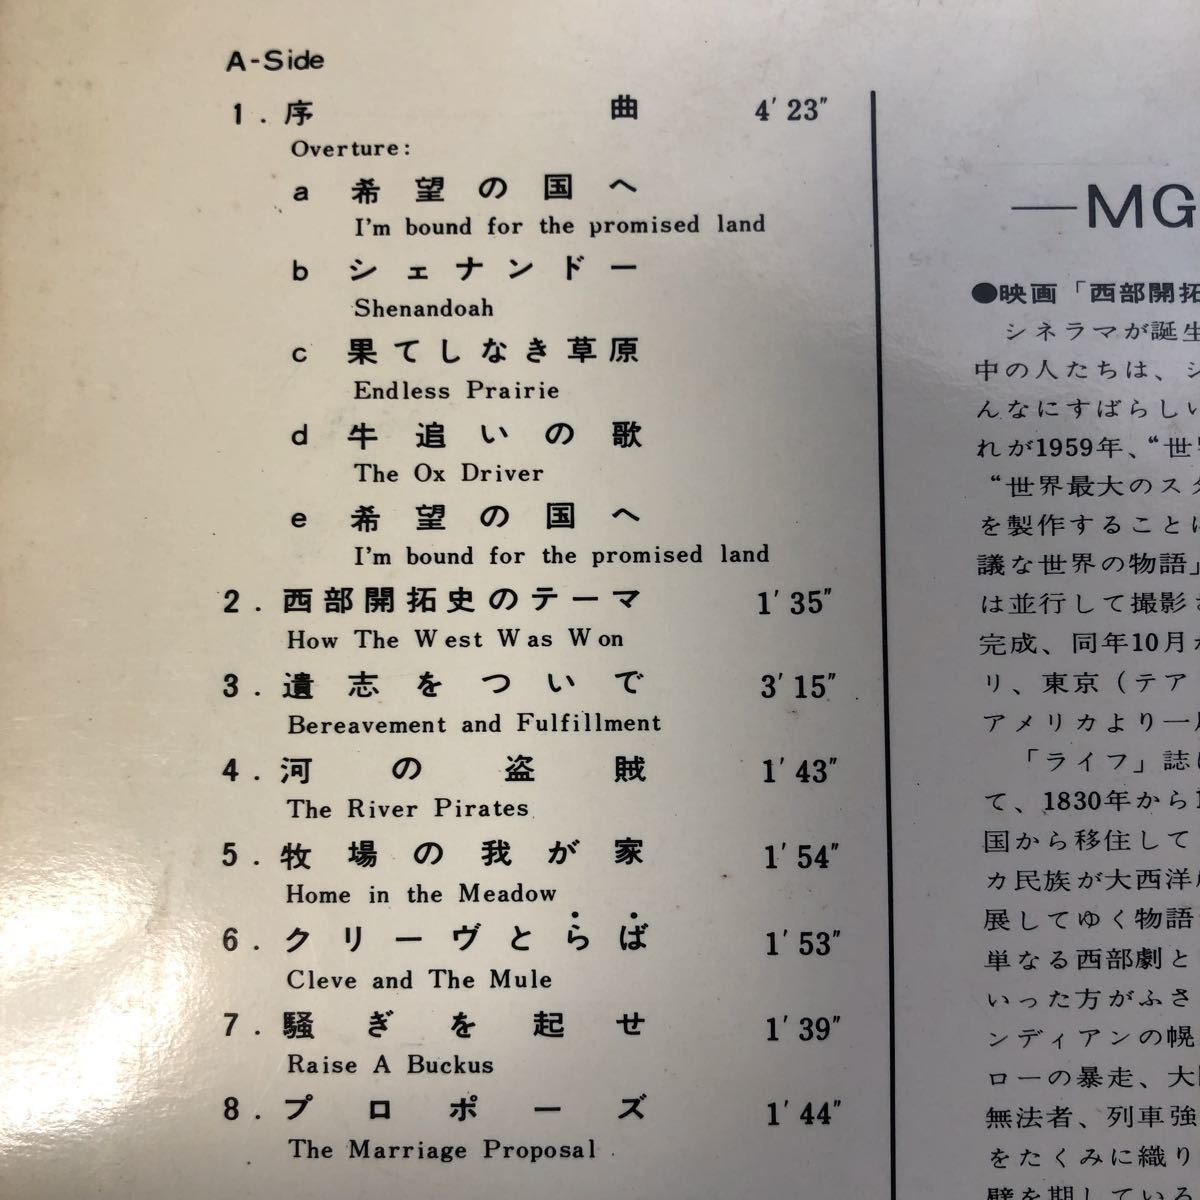 A-Side
1. 序曲 4′23″
Overture:
a 希望の国へ
I'm bound for the promised land
b シェナンドー
Shenandoah
c 果てしなき草原
Endless Prairie
d 牛追いの歌
The Ox Driver
e 希望の国へ
I'm bound for the promised land
2. 西部開拓史のテーマ 1′35″
How The West Was Won
3. 遺志をついで 3′15″
Bereavement and Fulfillment
4. 河の盗賊 1′43″
The River Pirates
5. 牧場の我が家 1′54″
Home in the Meadow
6. クリーヴとらば 1′53″
Cleve and The Mule
7. 騒ぎを起せ 1′39″
Raise A Buckus
8. プロポーズ 1′44″
The Marriage Proposal
—MG
●映画「西部開拓
シネラマが誕生
中の人たちは、シ
んなにすばらしい
れが1959年、“世界
“世界最大のスタ
を製作することに
議な世界の物語」
は並行して撮影さ
完成、同年10月か
リ、東京（テア
アメリカより一足
「ライフ」誌に
て、1830年から1
国から移住して
カ民族が大西洋
展してゆく物語
単なる西部劇と
いった方がふさ
ンディアンの幌
ローの暴走、大
無法者、列車強
をたくみに織り
壁を期している